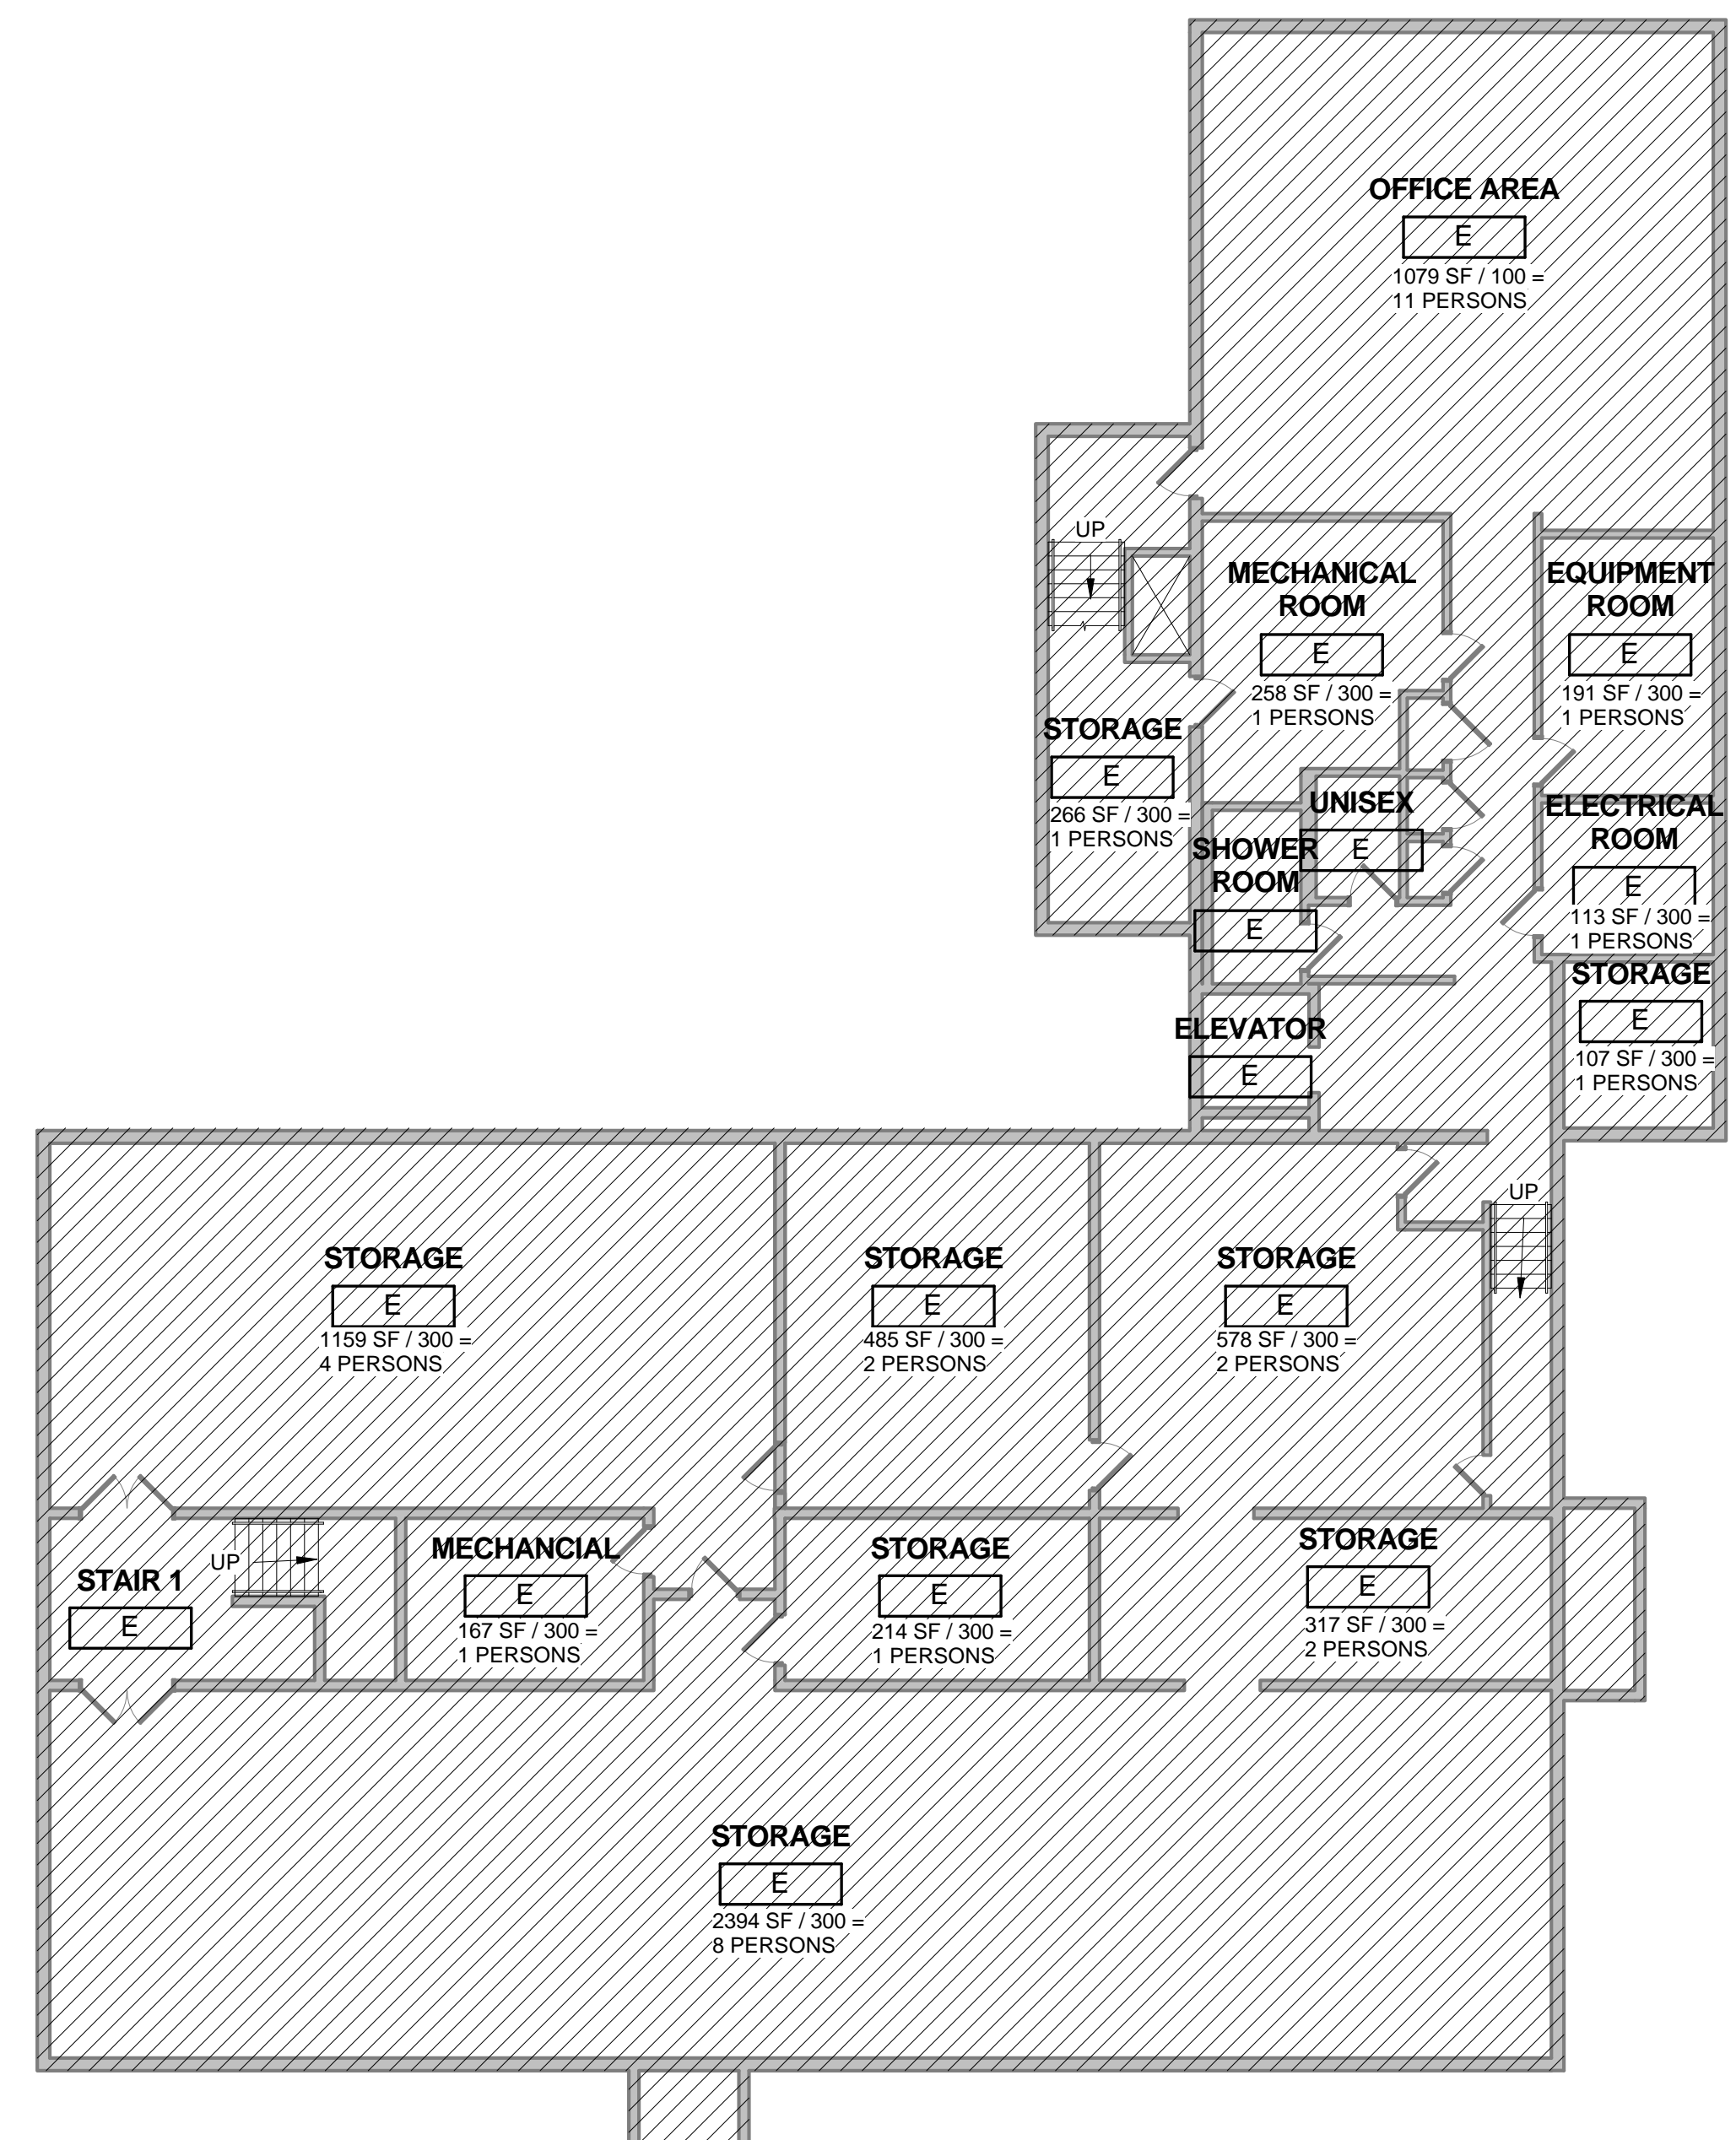 OFFICE AREA
E
1079 SF / 100 =
11 PERSONS
UP
MECHANICAL
ROOM
E
258 SF / 300 =
1 PERSONS
EQUIPMENT
ROOM
E
191 SF / 300 =
1 PERSONS
STORAGE
E
266 SF / 300 =
1 PERSONS
UNISEX
E
SHOWER
ROOM
E
ELECTRICAL
ROOM
E
113 SF / 300 =
1 PERSONS
STORAGE
E
107 SF / 300 =
1 PERSONS
ELEVATOR
E
UP
STORAGE
E
1159 SF / 300 =
4 PERSONS
STORAGE
E
485 SF / 300 =
2 PERSONS
STORAGE
E
578 SF / 300 =
2 PERSONS
STAIR 1
E
UP
MECHANCIAL
E
167 SF / 300 =
1 PERSONS
STORAGE
E
214 SF / 300 =
1 PERSONS
STORAGE
E
317 SF / 300 =
2 PERSONS
STORAGE
E
2394 SF / 300 =
8 PERSONS